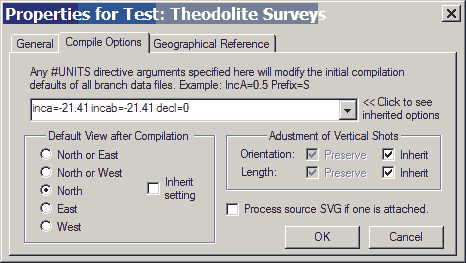 Properties for Test: Theodolite Surveys
General
Compile Options
Geographical Reference
Any #UNITS directive arguments specified here will modify the initial compilation
defaults of all branch data files. Example: IncA=0.5 Prefix=S
inca=-21.41 incab=-21.41 decl=0
<< Click to see
inherited options
Default View after Compilation
North or East
North or West
North
East
West
Inherit
setting
Adjustment of Vertical Shots
Orientation:
Preserve
Inherit
Length:
Preserve
Inherit
Process source SVG if one is attached.
OK
Cancel